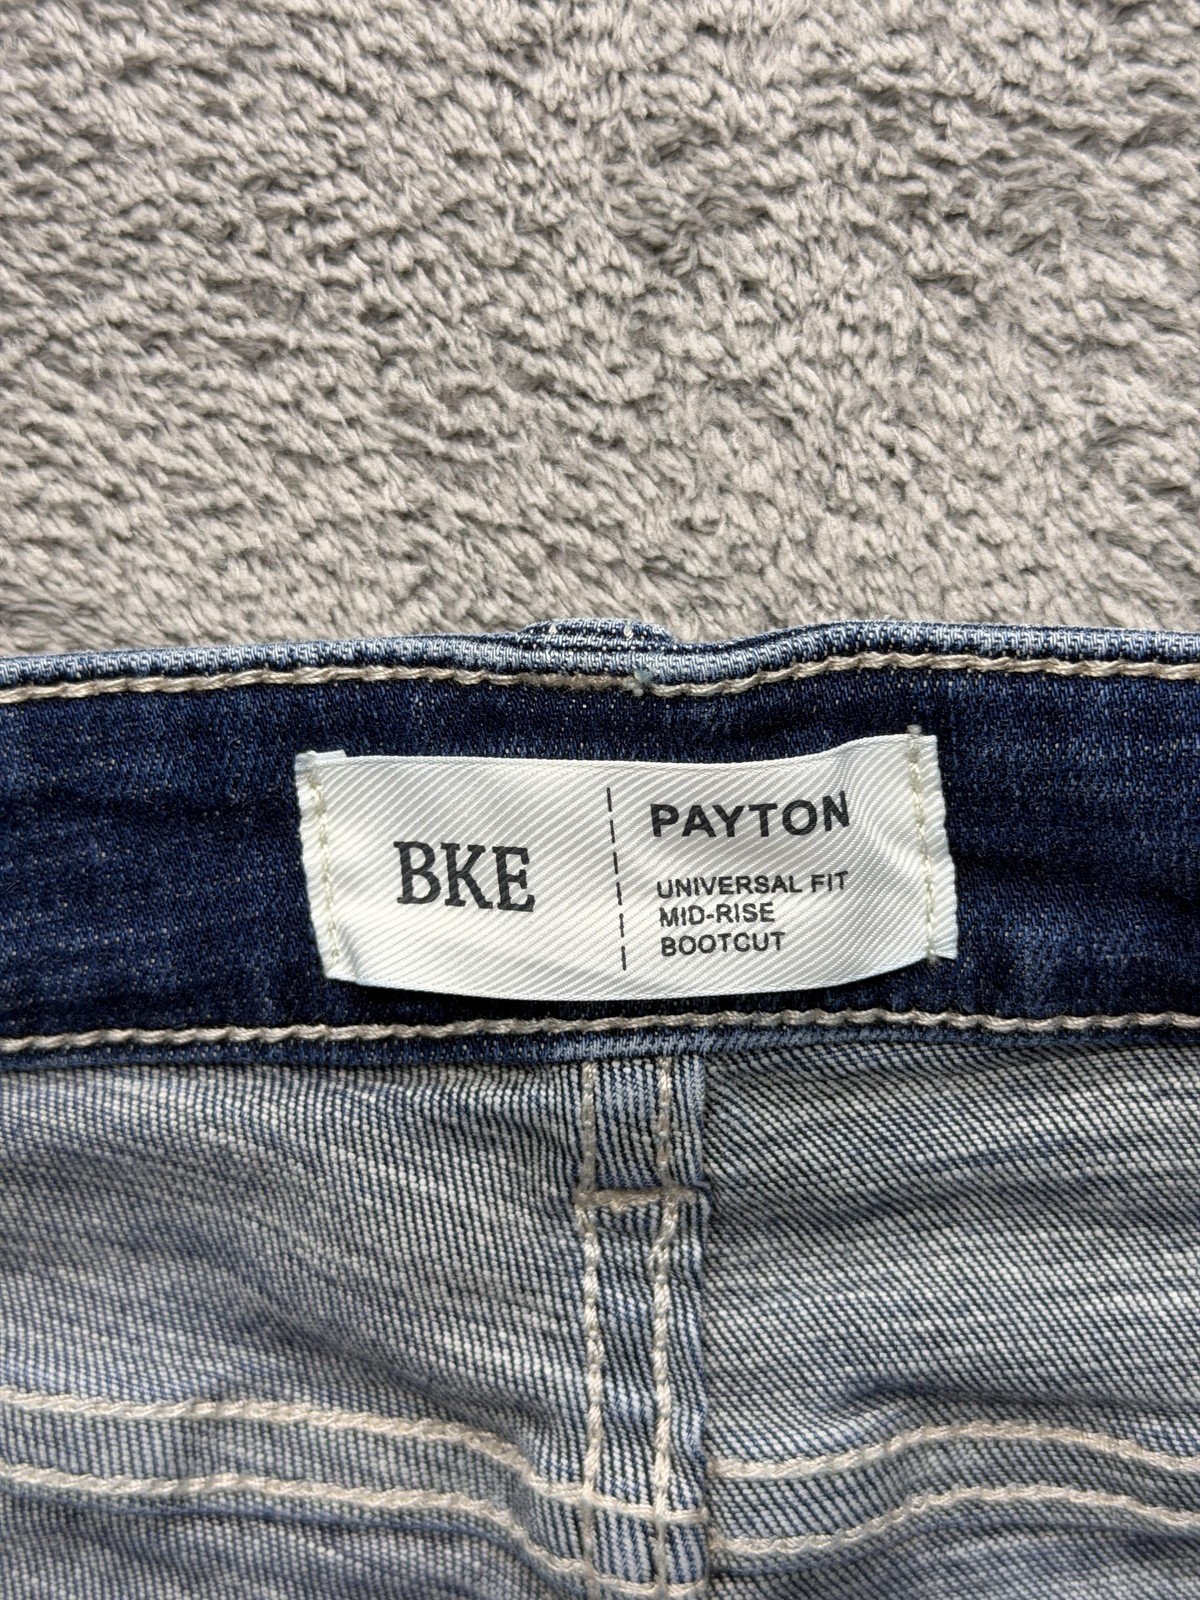 BKE
PAYTON
UNIVERSAL FIT
MID-RISE
BOOTCUT